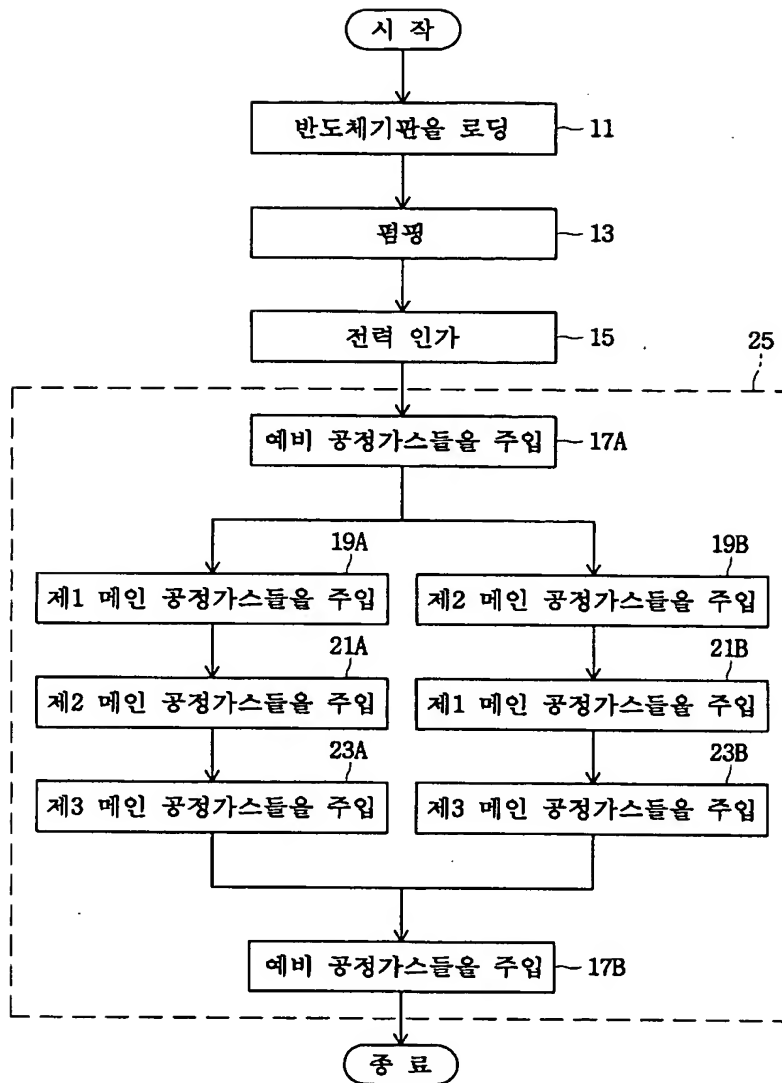 시 작
반도체기판을 로딩 11
펌핑 13
전력 인가 15
25
예비 공정가스들을 주입 17A
19A 19B
제1 메인 공정가스들을 주입 제2 메인 공정가스들을 주입
21A 21B
제2 메인 공정가스들을 주입 제1 메인 공정가스들을 주입
23A 23B
제3 메인 공정가스들을 주입 제3 메인 공정가스들을 주입
예비 공정가스들을 주입 17B
종 료